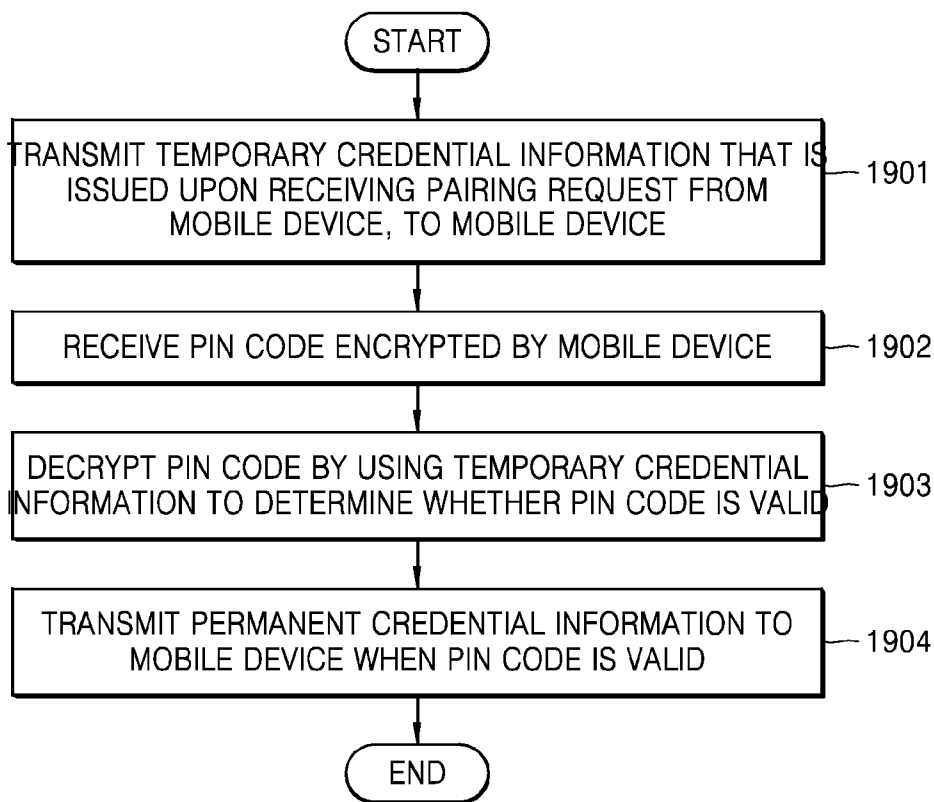 START
TRANSMIT TEMPORARY CREDENTIAL INFORMATION THAT IS
ISSUED UPON RECEIVING PAIRING REQUEST FROM
MOBILE DEVICE, TO MOBILE DEVICE
1901
RECEIVE PIN CODE ENCRYPTED BY MOBILE DEVICE
1902
DECRYPT PIN CODE BY USING TEMPORARY CREDENTIAL
INFORMATION TO DETERMINE WHETHER PIN CODE IS VALID
1903
TRANSMIT PERMANENT CREDENTIAL INFORMATION TO
MOBILE DEVICE WHEN PIN CODE IS VALID
1904
END